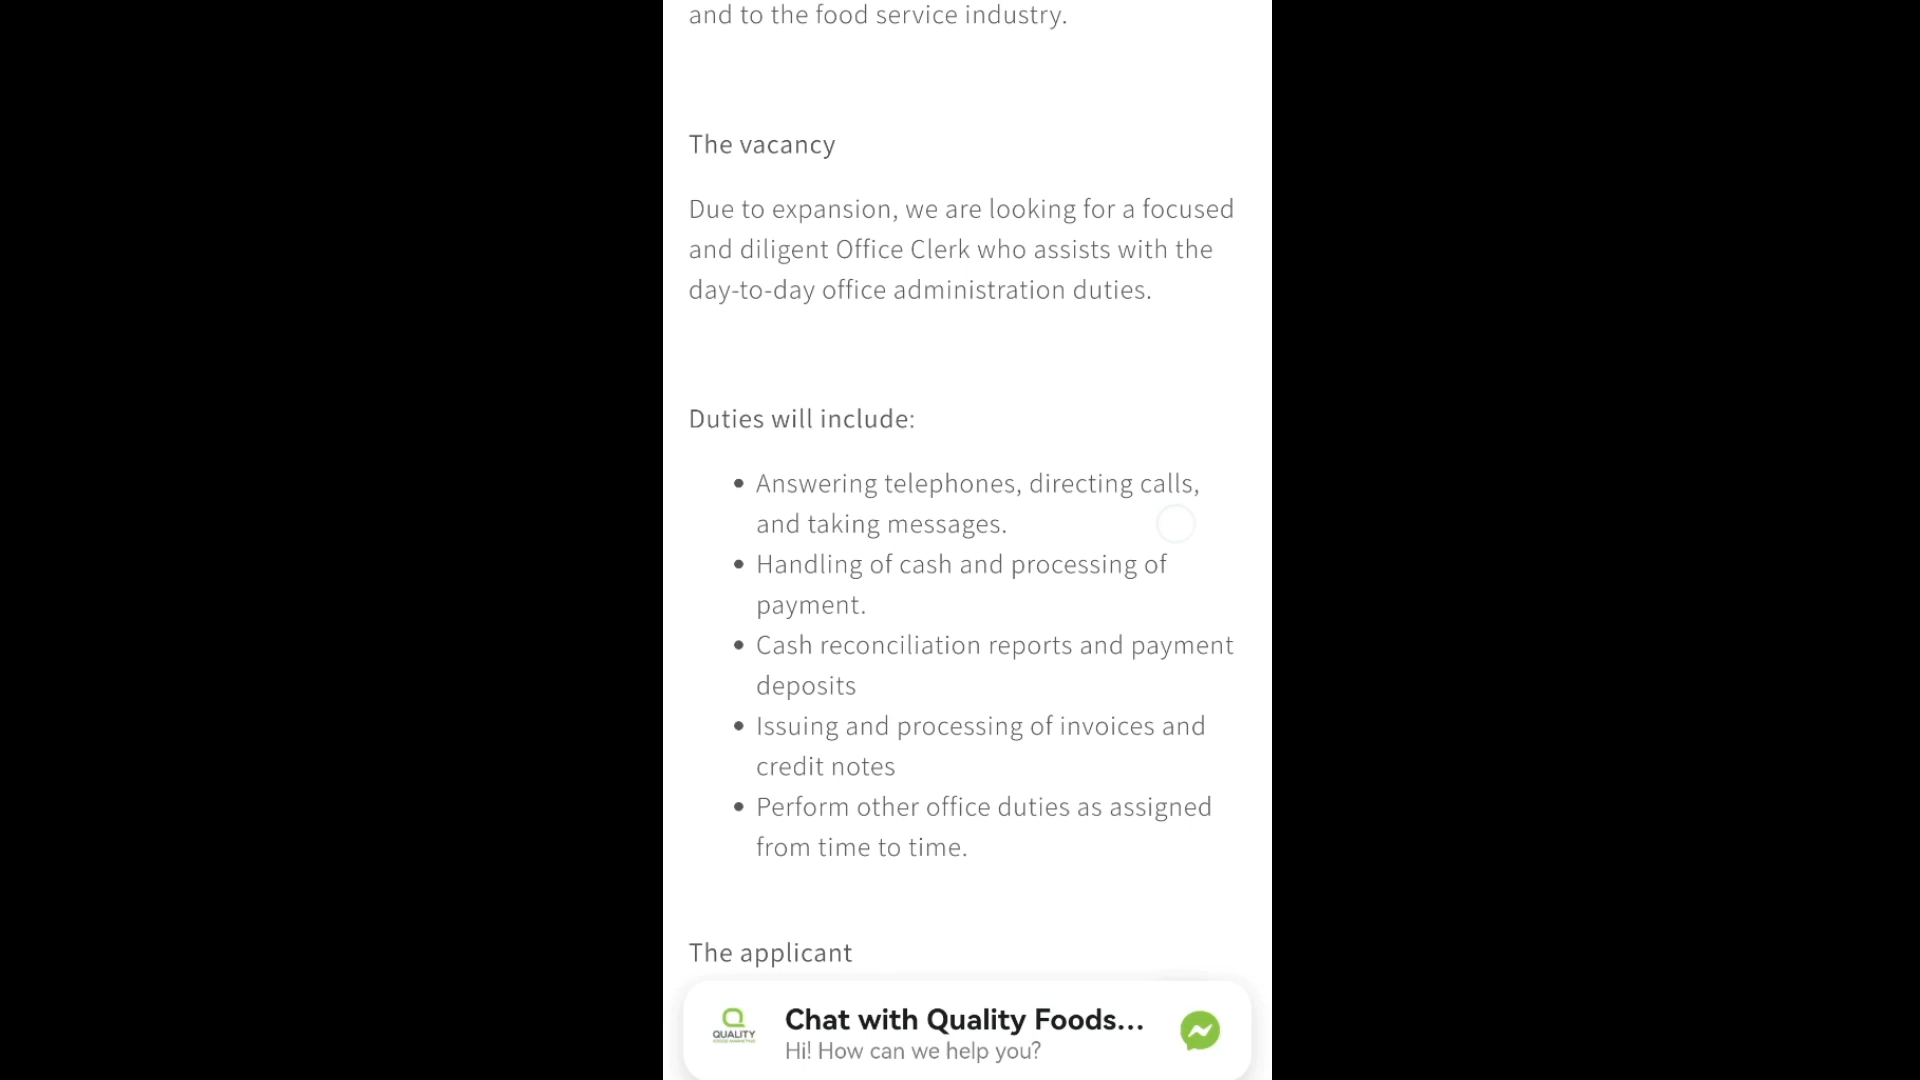 and to the food service industry.
The vacancy
Due to expansion, we are looking for a focused
and diligent Office Clerk who assists with the
day-to-day office administration duties.
Duties will include:
• Answering telephones, directing calls,
and taking messages.
• Handling of cash and processing of
payment.
• Cash reconciliation reports and payment
deposits
• Issuing and processing of invoices and
credit notes
• Perform other office duties as assigned
from time to time.
The applicant
QUALITY
Chat with Quality Foods...
Hi! How can we help you?